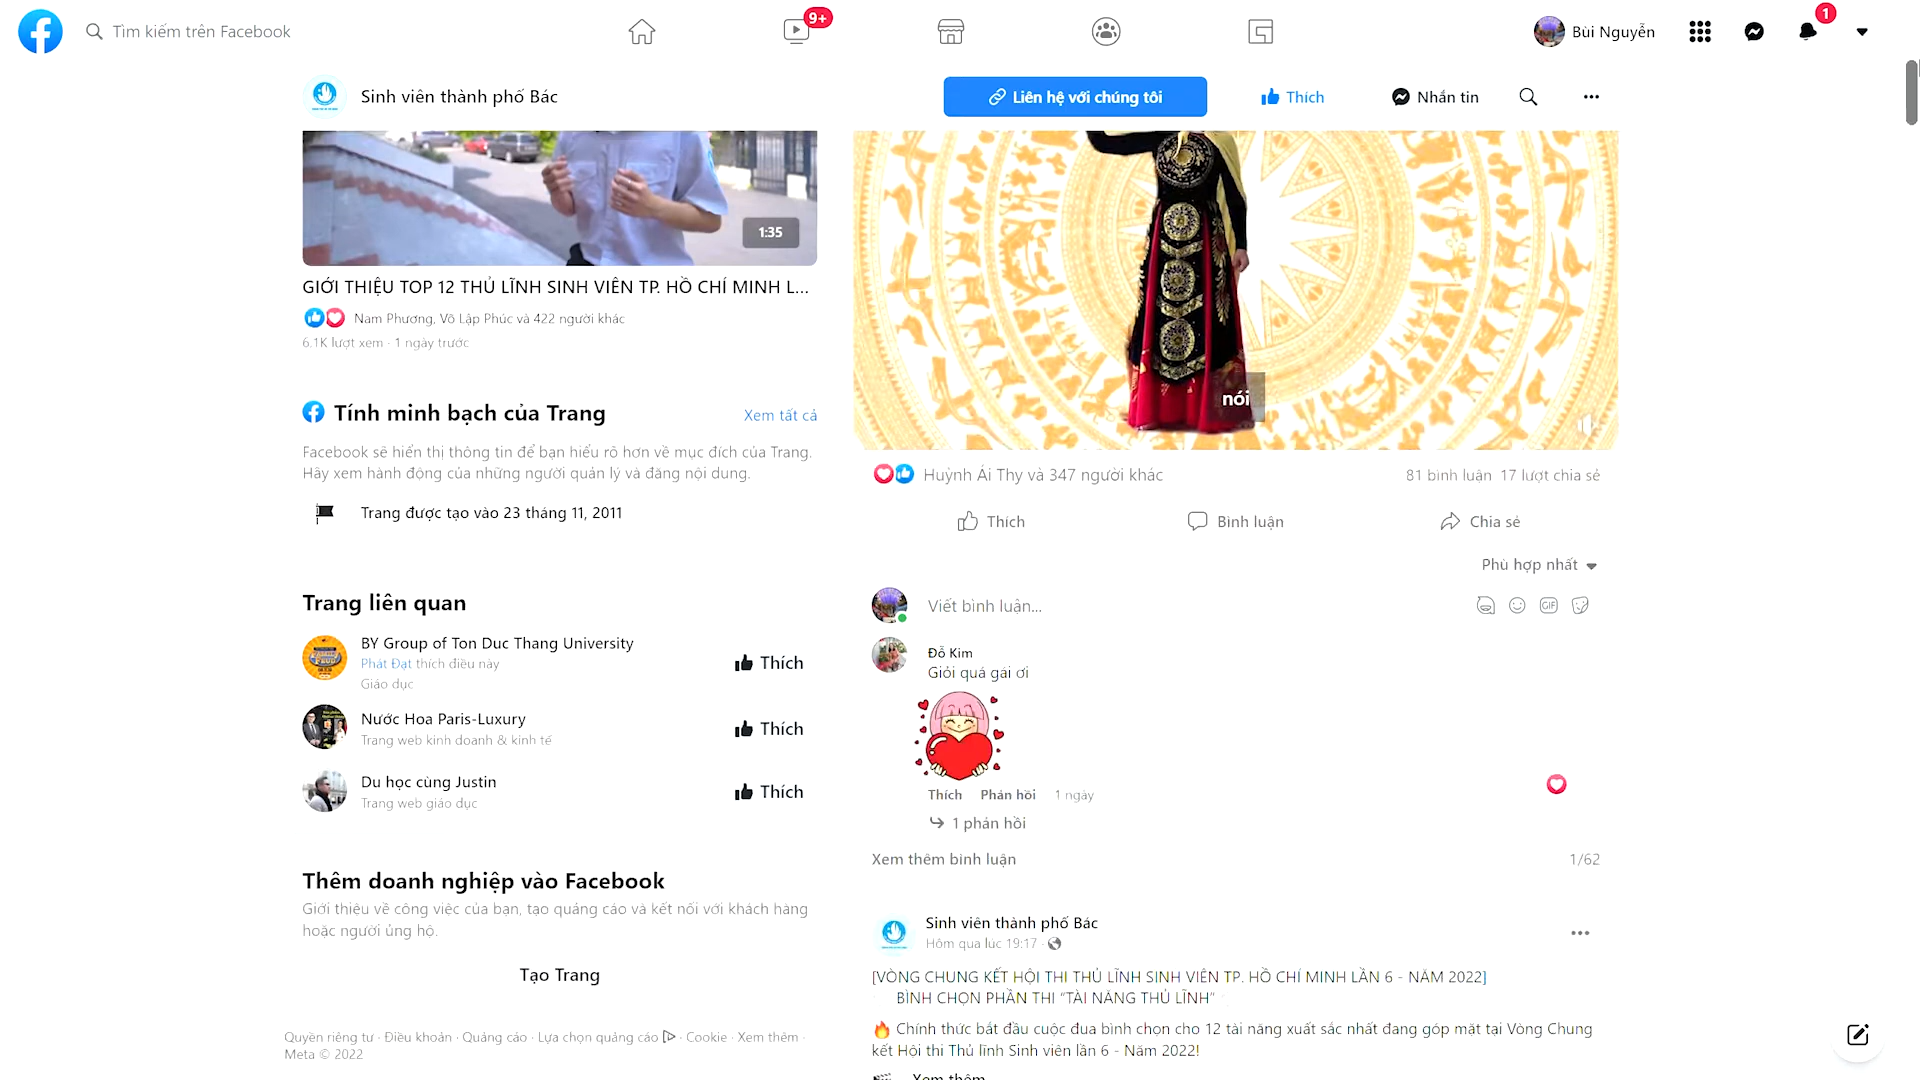 Tìm kiếm trên Facebook
9+
Bùi Nguyễn
1
Sinh viên thành phố Bác
Liên hệ với chúng tôi
Thích
Nhắn tin
1:35
GIỚI THIỆU TOP 12 THỦ LĨNH SINH VIÊN TP. HỒ CHÍ MINH L...
Nam Phương, Võ Lập Phúc và 422 người khác
6.1K lượt xem · 1 ngày trước
Tính minh bạch của Trang
Xem tất cả
Facebook sẽ hiển thị thông tin để bạn hiểu rõ hơn về mục đích của Trang.
Hãy xem hành động của những người quản lý và đăng nội dung.
Trang được tạo vào 23 tháng 11, 2011
Trang liên quan
BY Group of Ton Duc Thang University
Phát Đạt thích điều này
Giáo dục
Thích
Nước Hoa Paris-Luxury
Trang web kinh doanh & kinh tế
Thích
Du học cùng Justin
Trang web giáo dục
Thích
Thêm doanh nghiệp vào Facebook
Giới thiệu về công việc của bạn, tạo quảng cáo và kết nối với khách hàng
hoặc người ủng hộ.
Tạo Trang
Quyền riêng tư · Điều khoản · Quảng cáo · Lựa chọn quảng cáo · Cookie · Xem thêm ·
Meta © 2022
nói
Huỳnh Ái Thy và 347 người khác
81 bình luận 17 lượt chia sẻ
Thích
Bình luận
Chia sẻ
Phù hợp nhất
Viết bình luận...
GIF
Đỗ Kim
Giỏi quá gái ơi
Thích Phản hồi 1 ngày
1 phản hồi
Xem thêm bình luận
1/62
Sinh viên thành phố Bác
Hôm qua lúc 19:17 ·
[VÒNG CHUNG KẾT HỘI THI THỦ LĨNH SINH VIÊN TP. HỒ CHÍ MINH LẦN 6 - NĂM 2022]
BÌNH CHỌN PHẦN THI “TÀI NĂNG THỦ LĨNH”
Chính thức bắt đầu cuộc đua bình chọn cho 12 tài năng xuất sắc nhất đang góp mặt tại Vòng Chung
kết Hội thi Thủ lĩnh Sinh viên lần 6 - Năm 2022!
Xem thêm